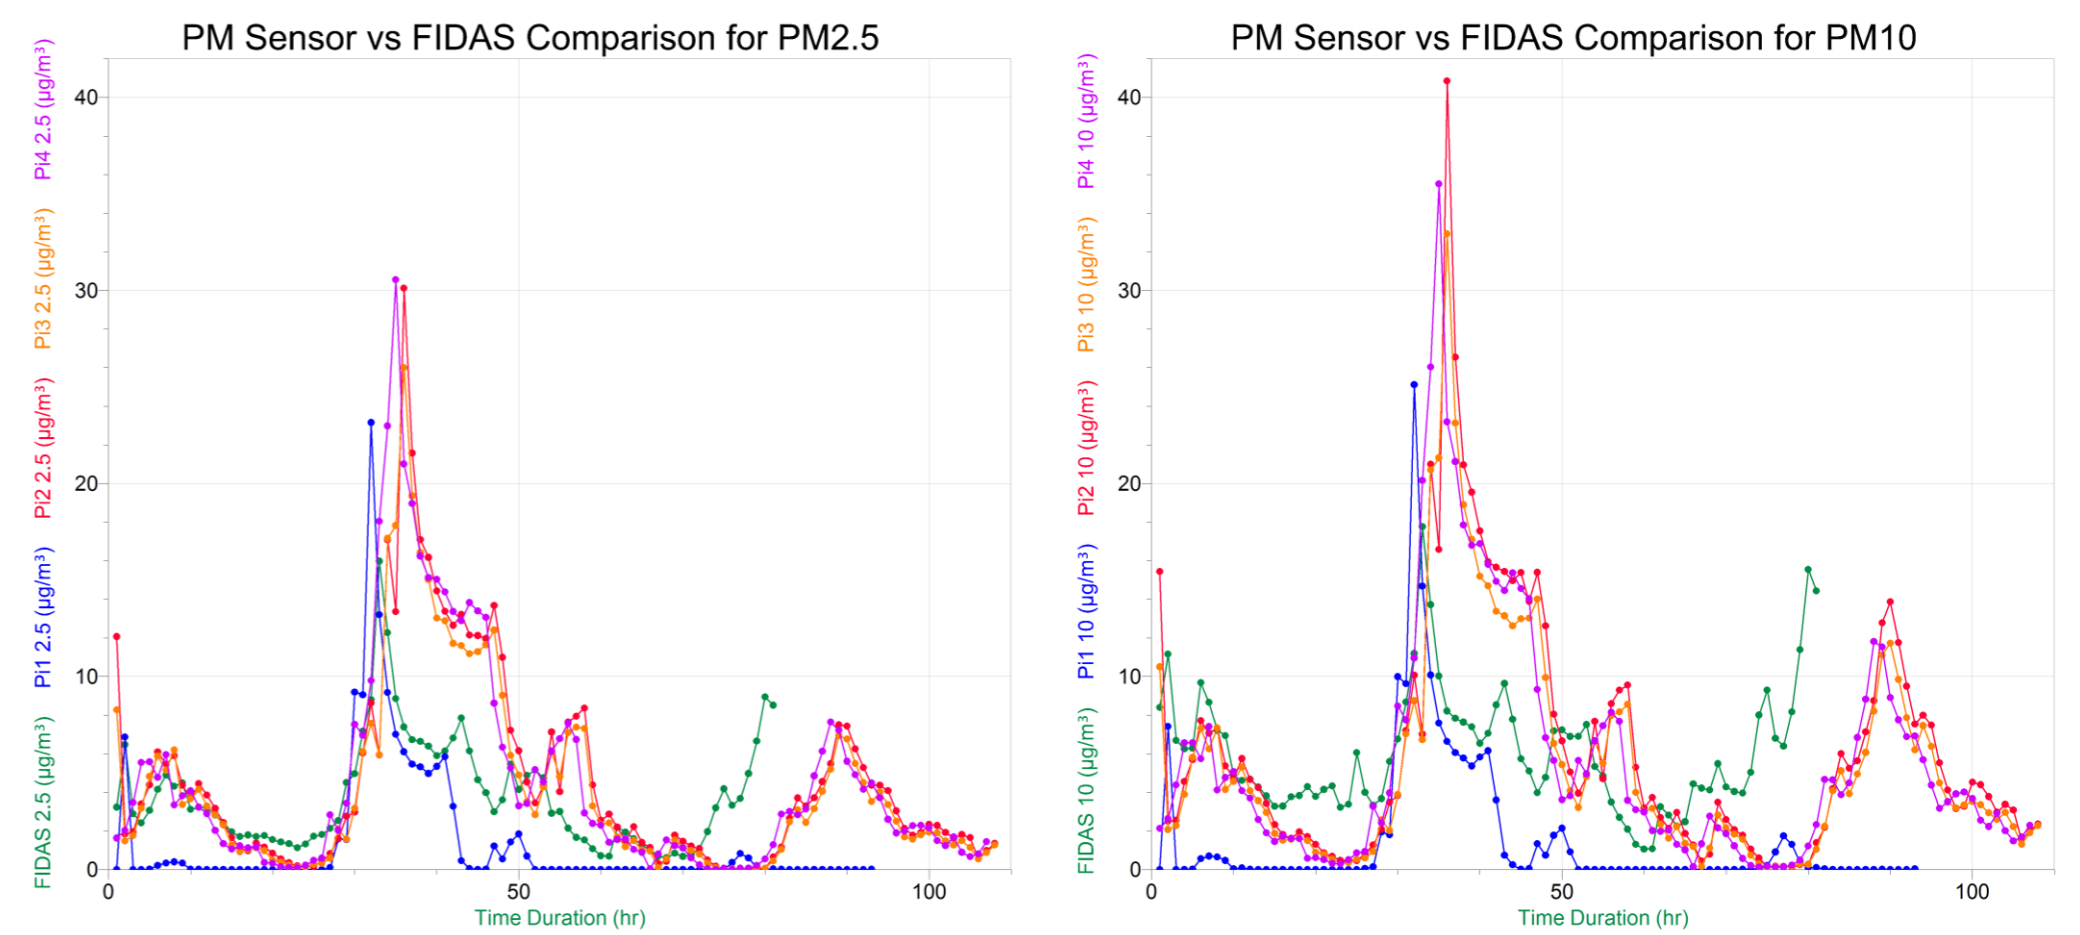 PM Sensor vs FIDAS Comparison for PM2.5
FIDAS 2.5 (µg/m³) Pi1 2.5 (µg/m³) Pi2 2.5 (µg/m³) Pi3 2.5 (µg/m³) Pi4 2.5 (µg/m³)
40
30
20
10
0
0 50 100
Time Duration (hr)
PM Sensor vs FIDAS Comparison for PM10
FIDAS 10 (µg/m³) Pi1 10 (µg/m³) Pi2 10 (µg/m³) Pi3 10 (µg/m³) Pi4 10 (µg/m³)
40
30
20
10
0
0 50 100
Time Duration (hr)